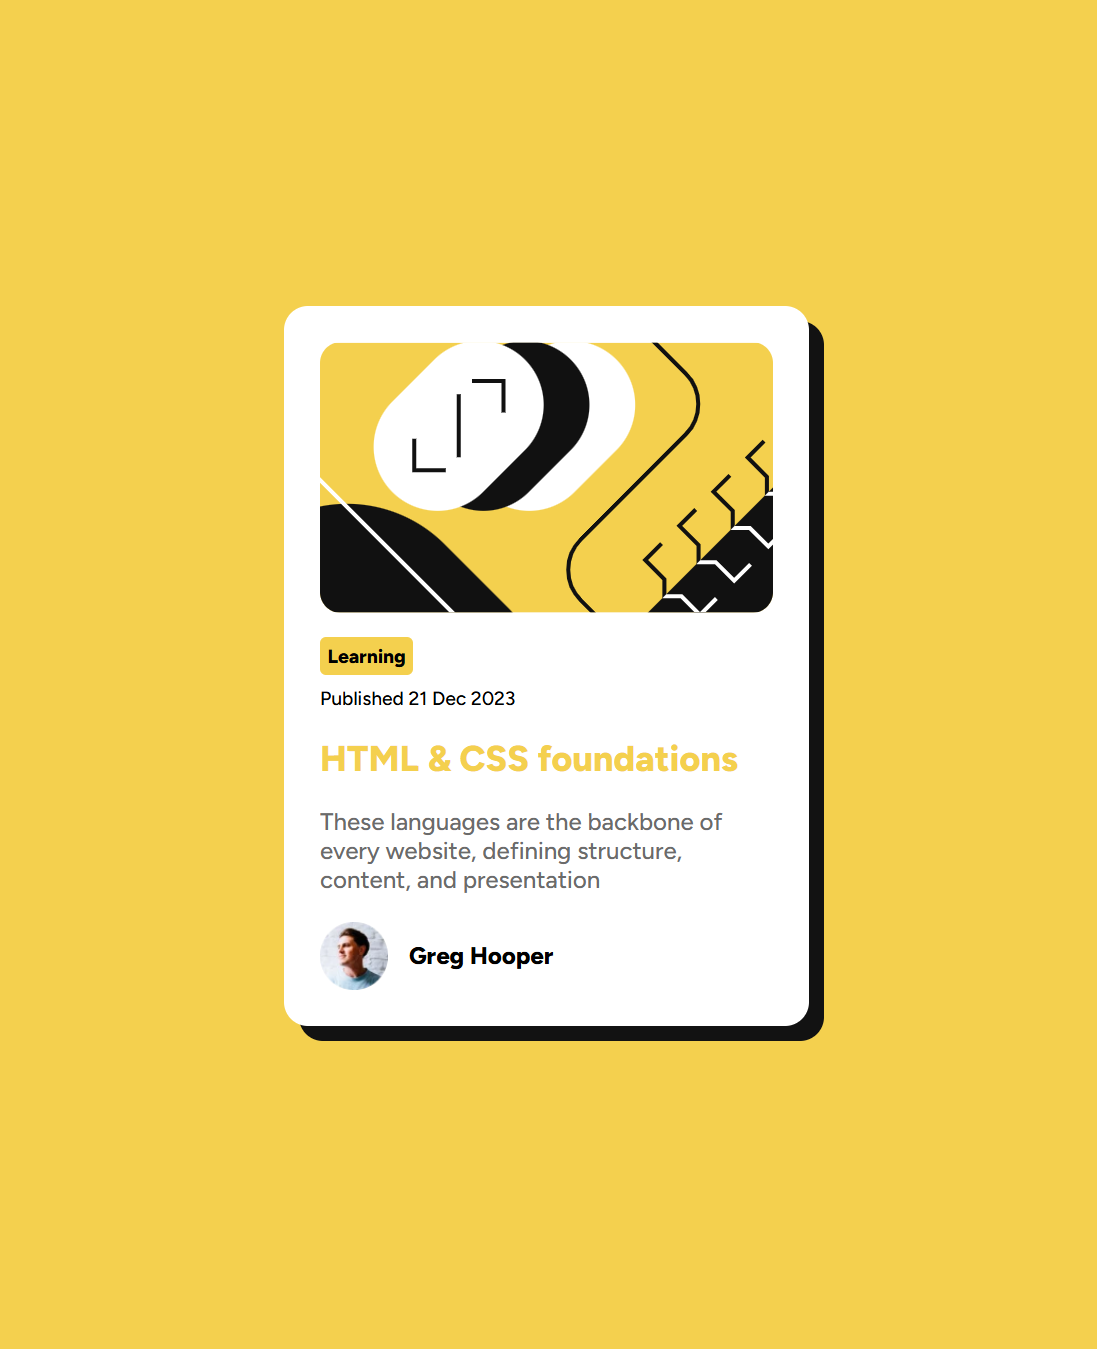 Learning
Published 21 Dec 2023
HTML & CSS foundations
These languages are the backbone of
every website, defining structure,
content, and presentation
Greg Hooper